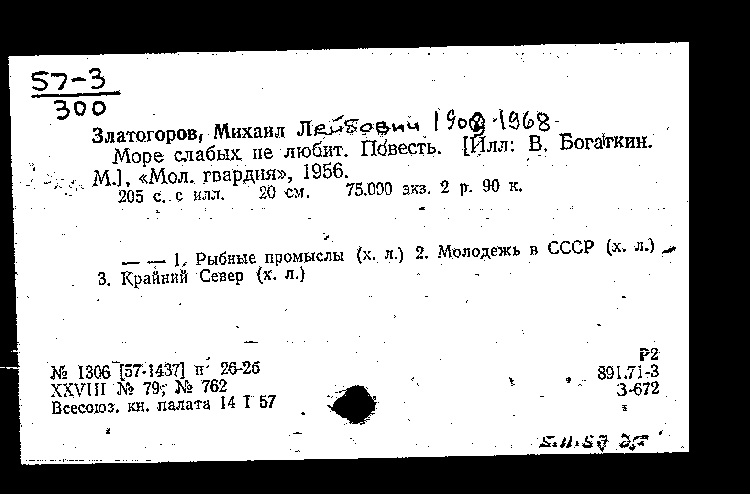 57-3
300
Златогоров, Михаил Лейбович 1909-1968
Море слабых не любит. Повесть. [Илл: В. Богаткин.
М.], «Мол. гвардия», 1956.
205 с. с илл. 20 см. 75.000 экз. 2 р. 90 к.
— — 1. Рыбные промыслы (х. л.) 2. Молодежь в СССР (х. л.)
3. Крайний Север (х. л.)
Р2
№ 1306 [57-1437] п 26-26 891.71-3
XXVIII № 79; № 762 З-672
Всесоюз. кн. палата 14 I 57